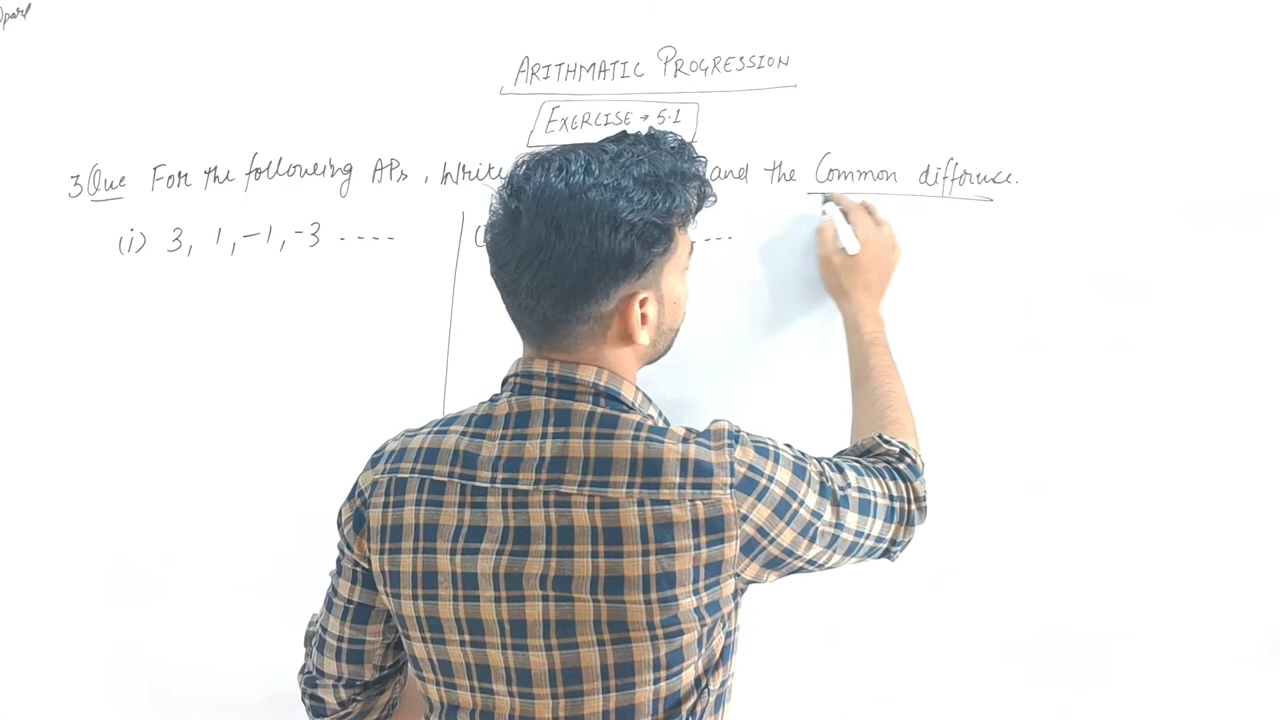 ARITHMATIC PROGRESSION
EXERCISE → 5.1
3 Que For the following APs, Write and the Common difference.
(i) 3, 1, -1, -3 ---- ---